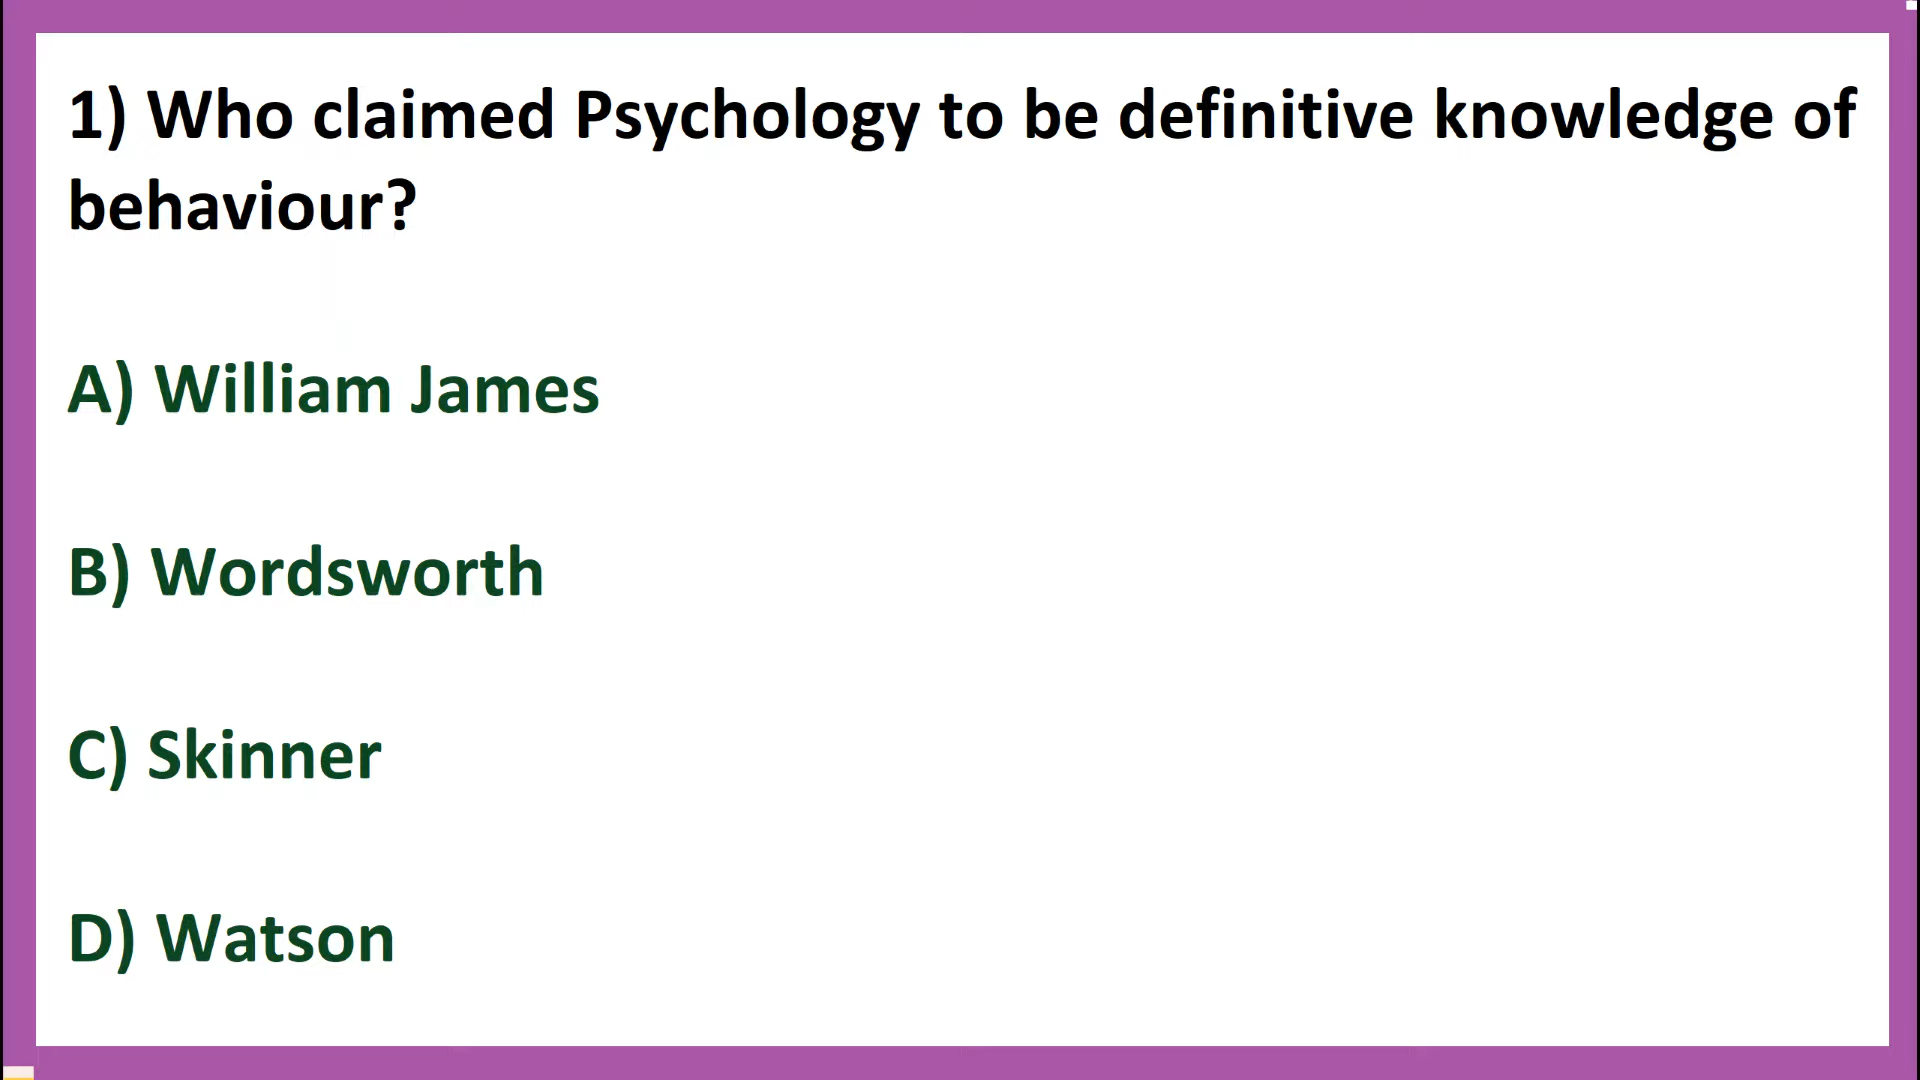 1) Who claimed Psychology to be definitive knowledge of
behaviour?
A) William James
B) Wordsworth
C) Skinner
D) Watson